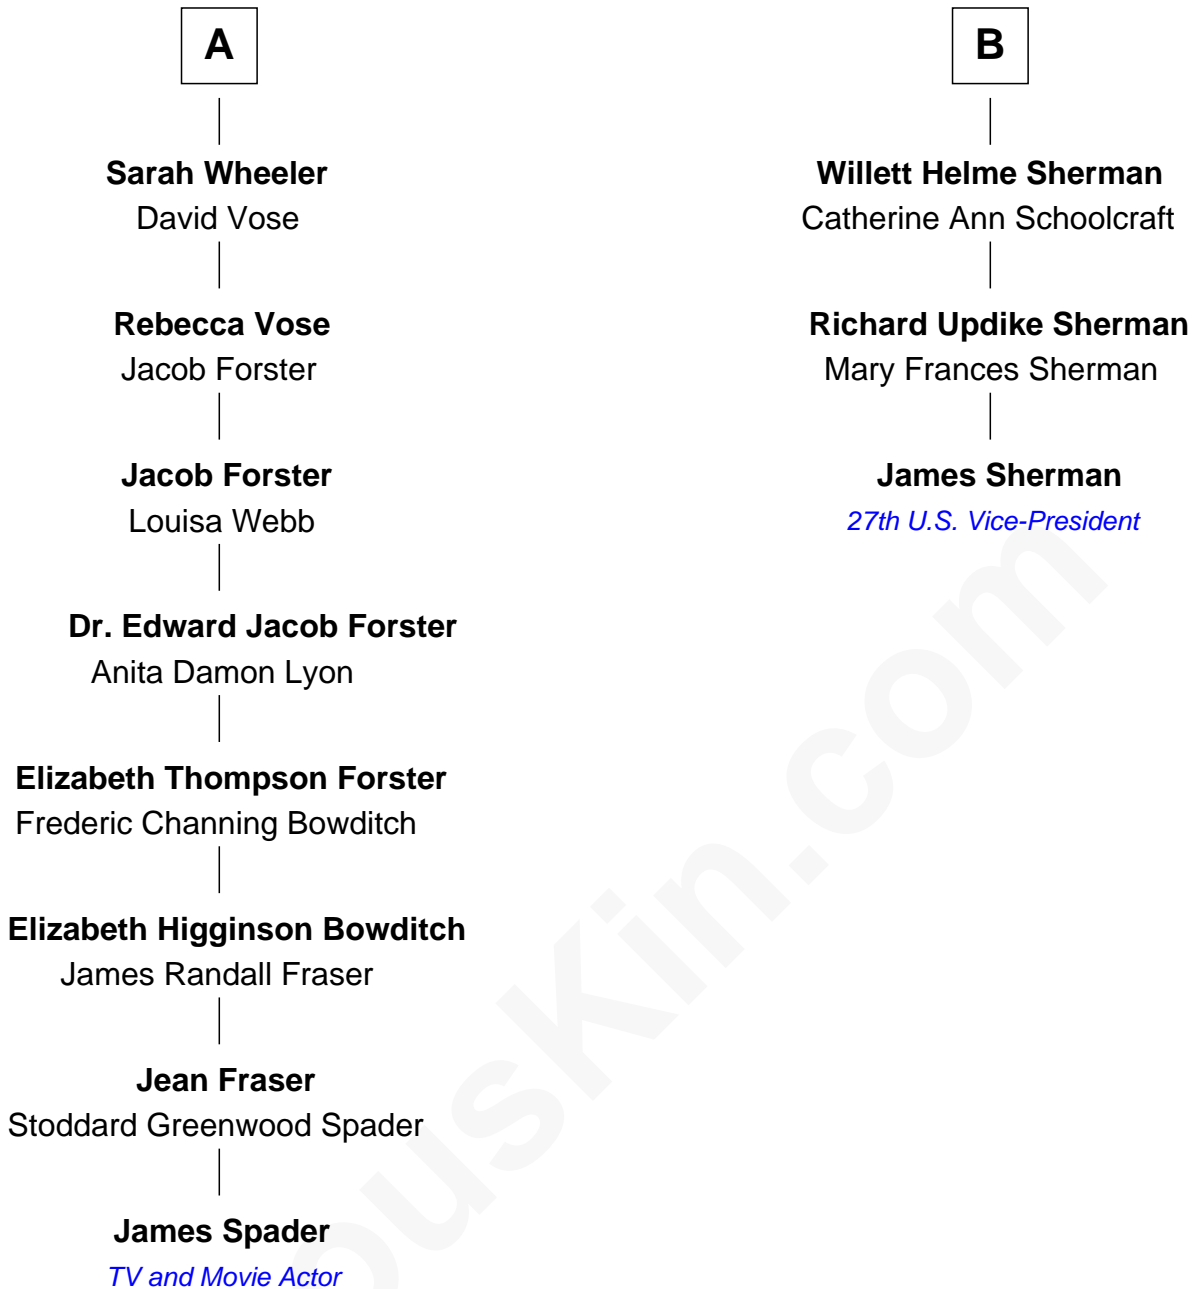 A
Sarah Wheeler
David Vose
Rebecca Vose
Jacob Forster
Jacob Forster
Louisa Webb
Dr. Edward Jacob Forster
Anita Damon Lyon
Elizabeth Thompson Forster
Frederic Channing Bowditch
Elizabeth Higginson Bowditch
James Randall Fraser
Jean Fraser
Stoddard Greenwood Spader
James Spader
TV and Movie Actor
B
Willett Helme Sherman
Catherine Ann Schoolcraft
Richard Updike Sherman
Mary Frances Sherman
James Sherman
27th U.S. Vice-President
ousKin.com